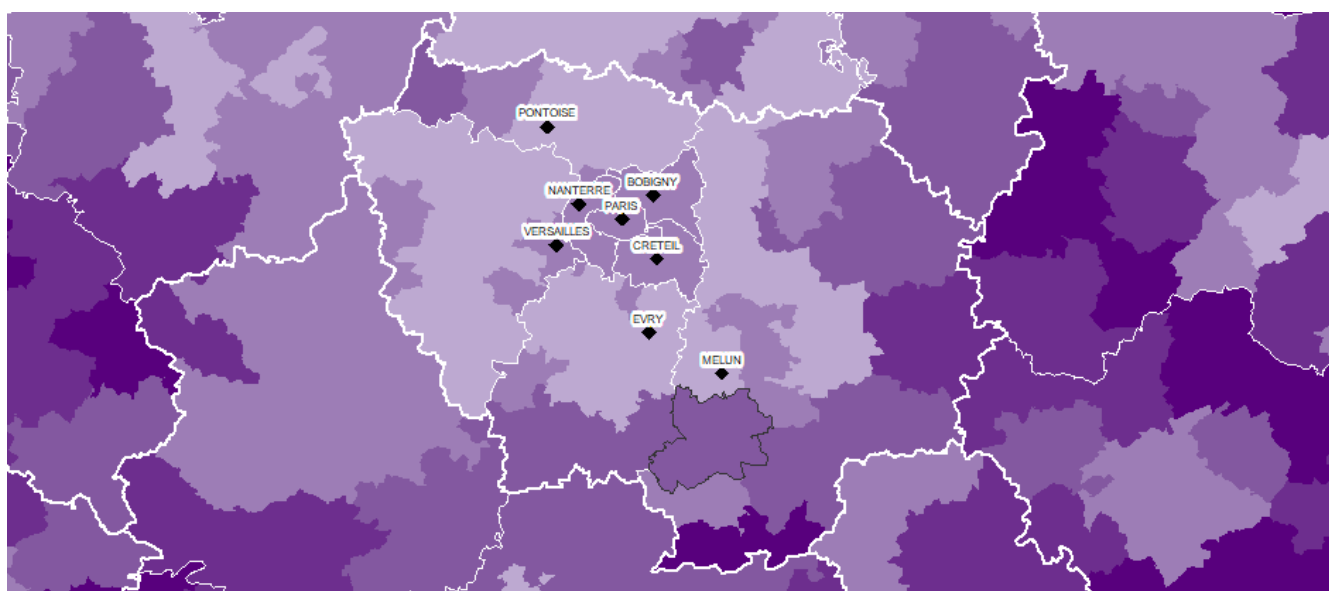 PONTOISE
BOBIGNY
NANTERRE
PARIS
VERSAILLES
CRETEIL
EVRY
MELUN